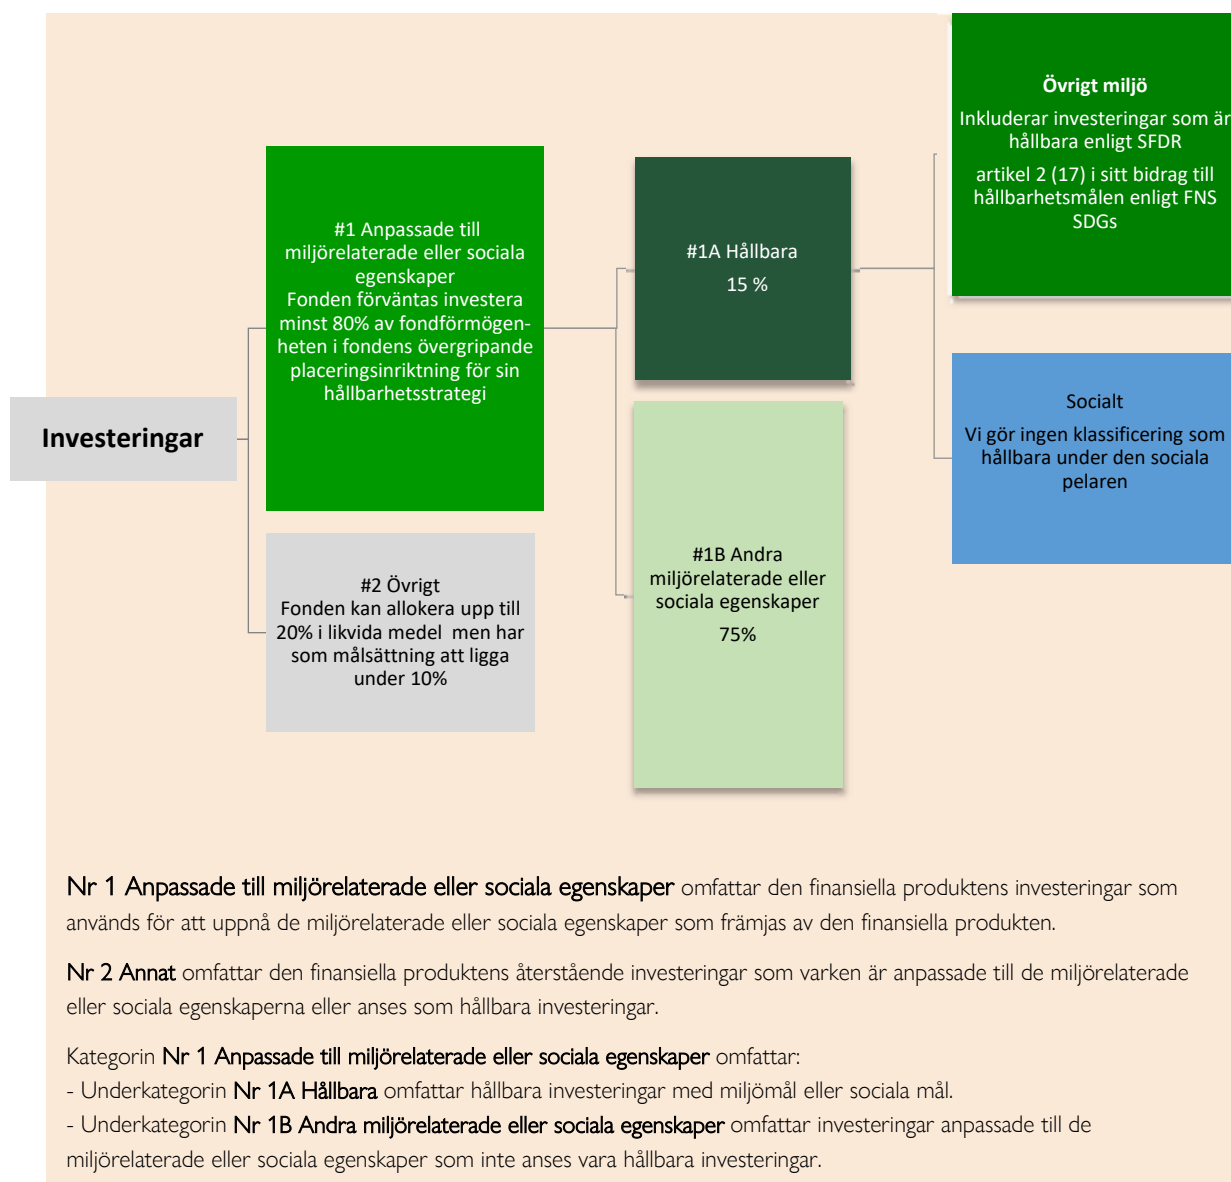 Investeringar
#1 Anpassade till
miljörelaterade eller sociala
egenskaper
Fonden förväntas investera
minst 80% av fondförmögen-
heten i fondens övergripande
placeringsinriktning för sin
hållbarhetsstrategi
#2 Övrigt
Fonden kan allokera upp till
20% i likvida medel men har
som målsättning att ligga
under 10%
#1A Hållbara
15 %
#1B Andra
miljörelaterade eller
sociala egenskaper
75%
Övrigt miljö
Inkluderar investeringar som är
hållbara enligt SFDR
artikel 2 (17) i sitt bidrag till
hållbarhetsmålen enligt FNS
SDGs
Socialt
Vi gör ingen klassificering som
hållbara under den sociala
pelaren
Nr 1 Anpassade till miljörelaterade eller sociala egenskaper omfattar den finansiella produktens investeringar som
används för att uppnå de miljörelaterade eller sociala egenskaper som främjas av den finansiella produkten.
Nr 2 Annat omfattar den finansiella produktens återstående investeringar som varken är anpassade till de miljörelaterade
eller sociala egenskaperna eller anses som hållbara investeringar.
Kategorin Nr 1 Anpassade till miljörelaterade eller sociala egenskaper omfattar:
- Underkategorin Nr 1A Hållbara omfattar hållbara investeringar med miljömål eller sociala mål.
- Underkategorin Nr 1B Andra miljörelaterade eller sociala egenskaper omfattar investeringar anpassade till de
miljörelaterade eller sociala egenskaper som inte anses vara hållbara investeringar.